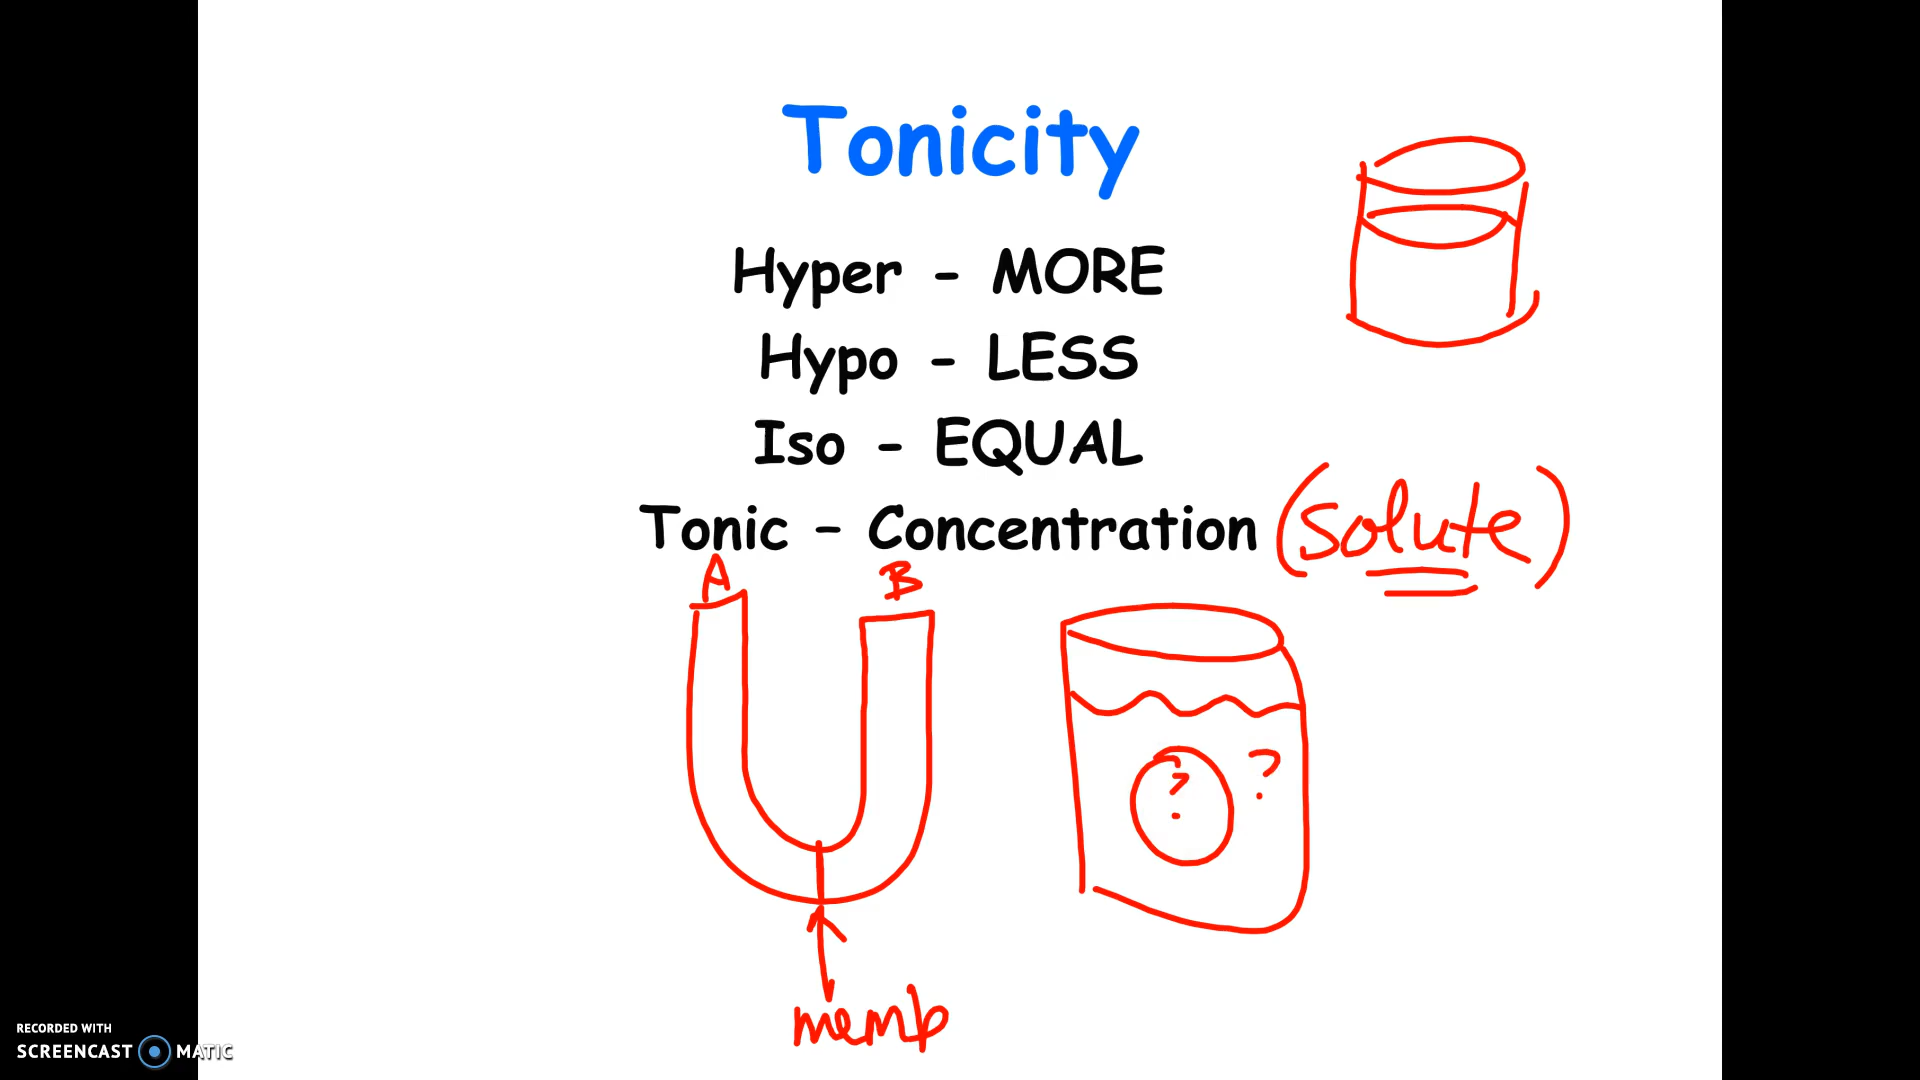 Tonicity
Hyper - MORE
Hypo - LESS
Iso - EQUAL
Tonic – Concentration (solute)
A B
? ?
memb
RECORDED WITH
SCREENCAST MATIC